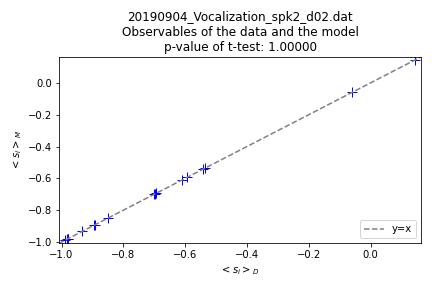 20190904_Vocalization_spk2_d02.dat
Observables of the data and the model
p-value of t-test: 1.00000
0.0
−0.2
−0.4
−0.6
−0.8
−1.0
< s_i >_M
y=x
−1.0 −0.8 −0.6 −0.4 −0.2 0.0
< s_i >_D